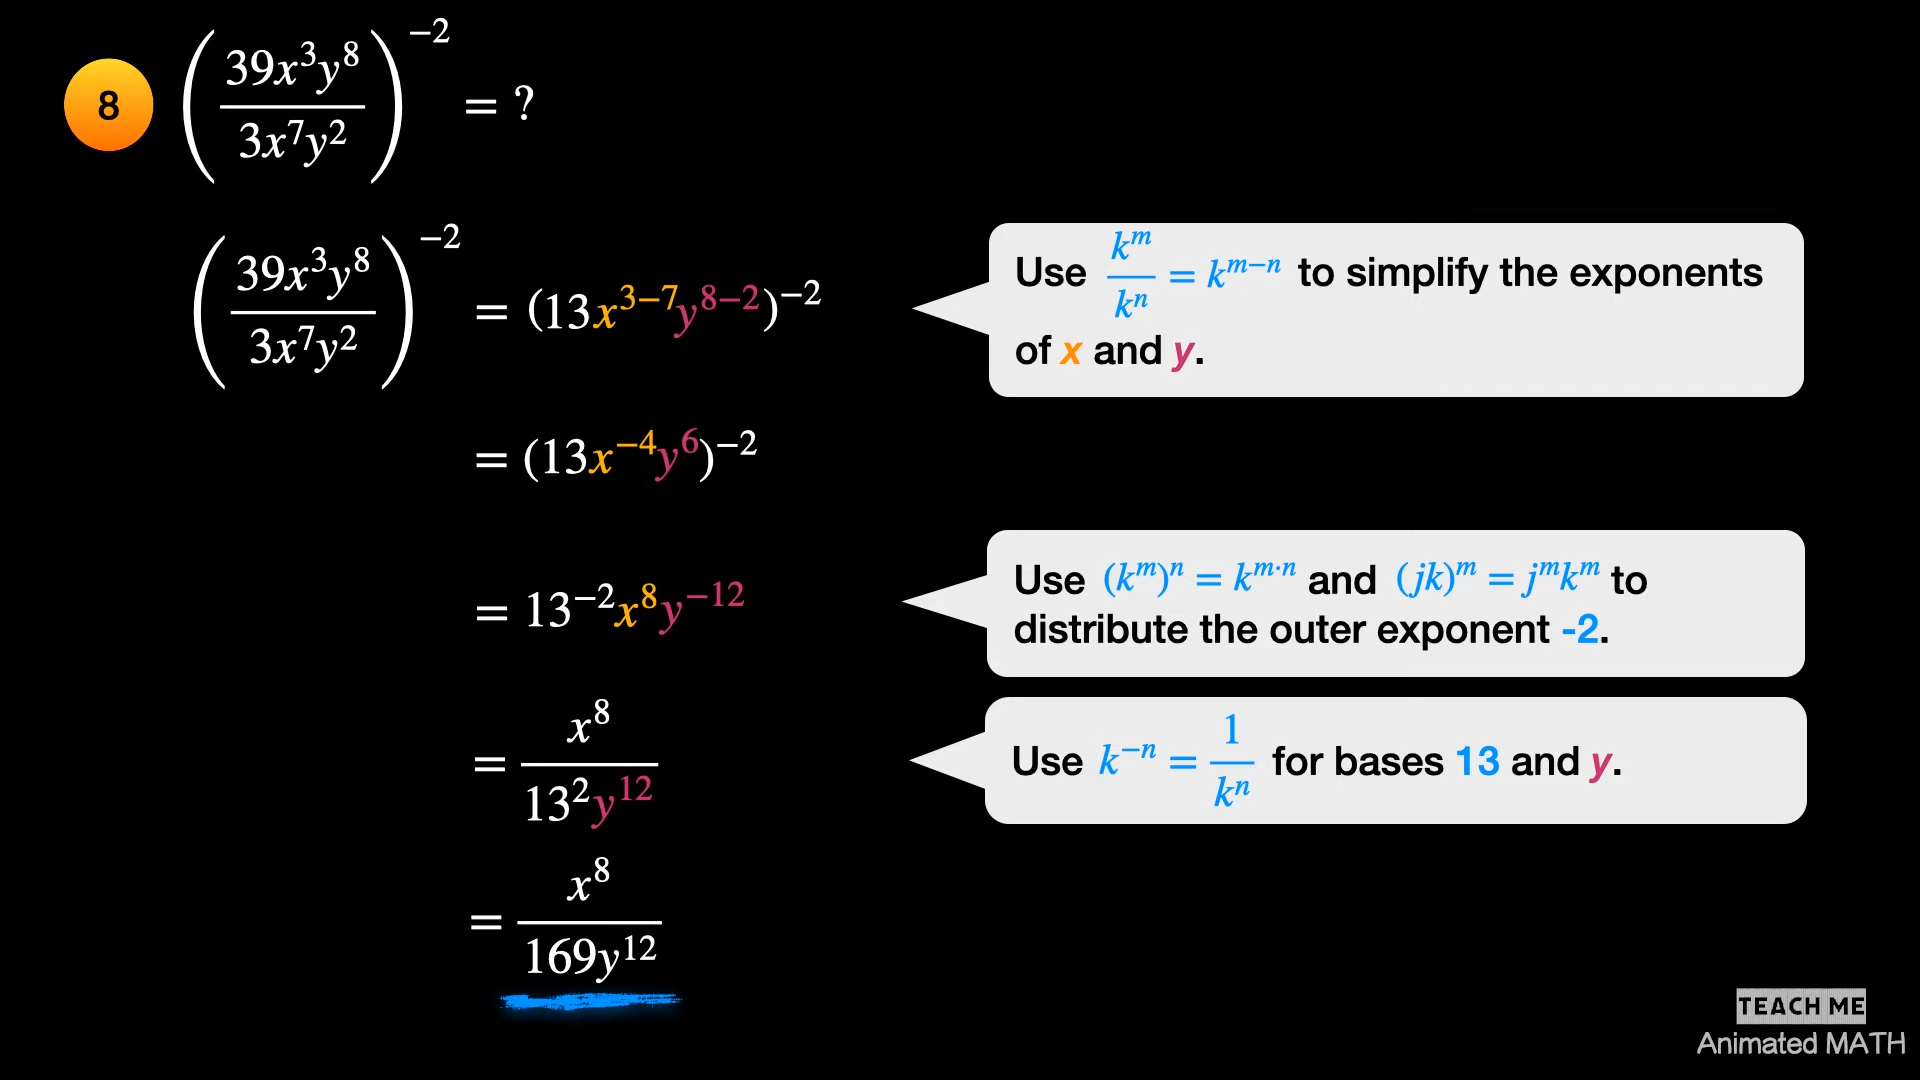 8 (39x³y⁸ / 3x⁷y²)⁻² = ?
(39x³y⁸ / 3x⁷y²)⁻² = (13x³⁻⁷y⁸⁻²)⁻²
Use kᵐ / kⁿ = kᵐ⁻ⁿ to simplify the exponents
of x and y.
= (13x⁻⁴y⁶)⁻²
= 13⁻²x⁸y⁻¹²
Use (kᵐ)ⁿ = kᵐ·ⁿ and (jk)ᵐ = jᵐkᵐ to
distribute the outer exponent -2.
= x⁸ / 13²y¹²
Use k⁻ⁿ = 1 / kⁿ for bases 13 and y.
= x⁸ / 169y¹²
TEACH ME
Animated MATH